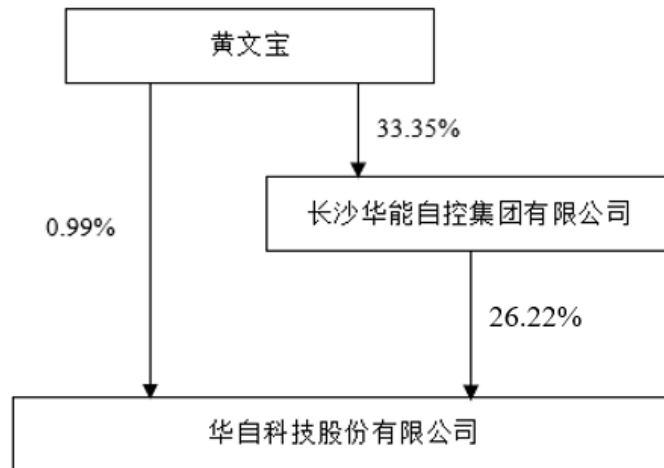 黄文宝
33.35%
长沙华能自控集团有限公司
0.99%
26.22%
华自科技股份有限公司